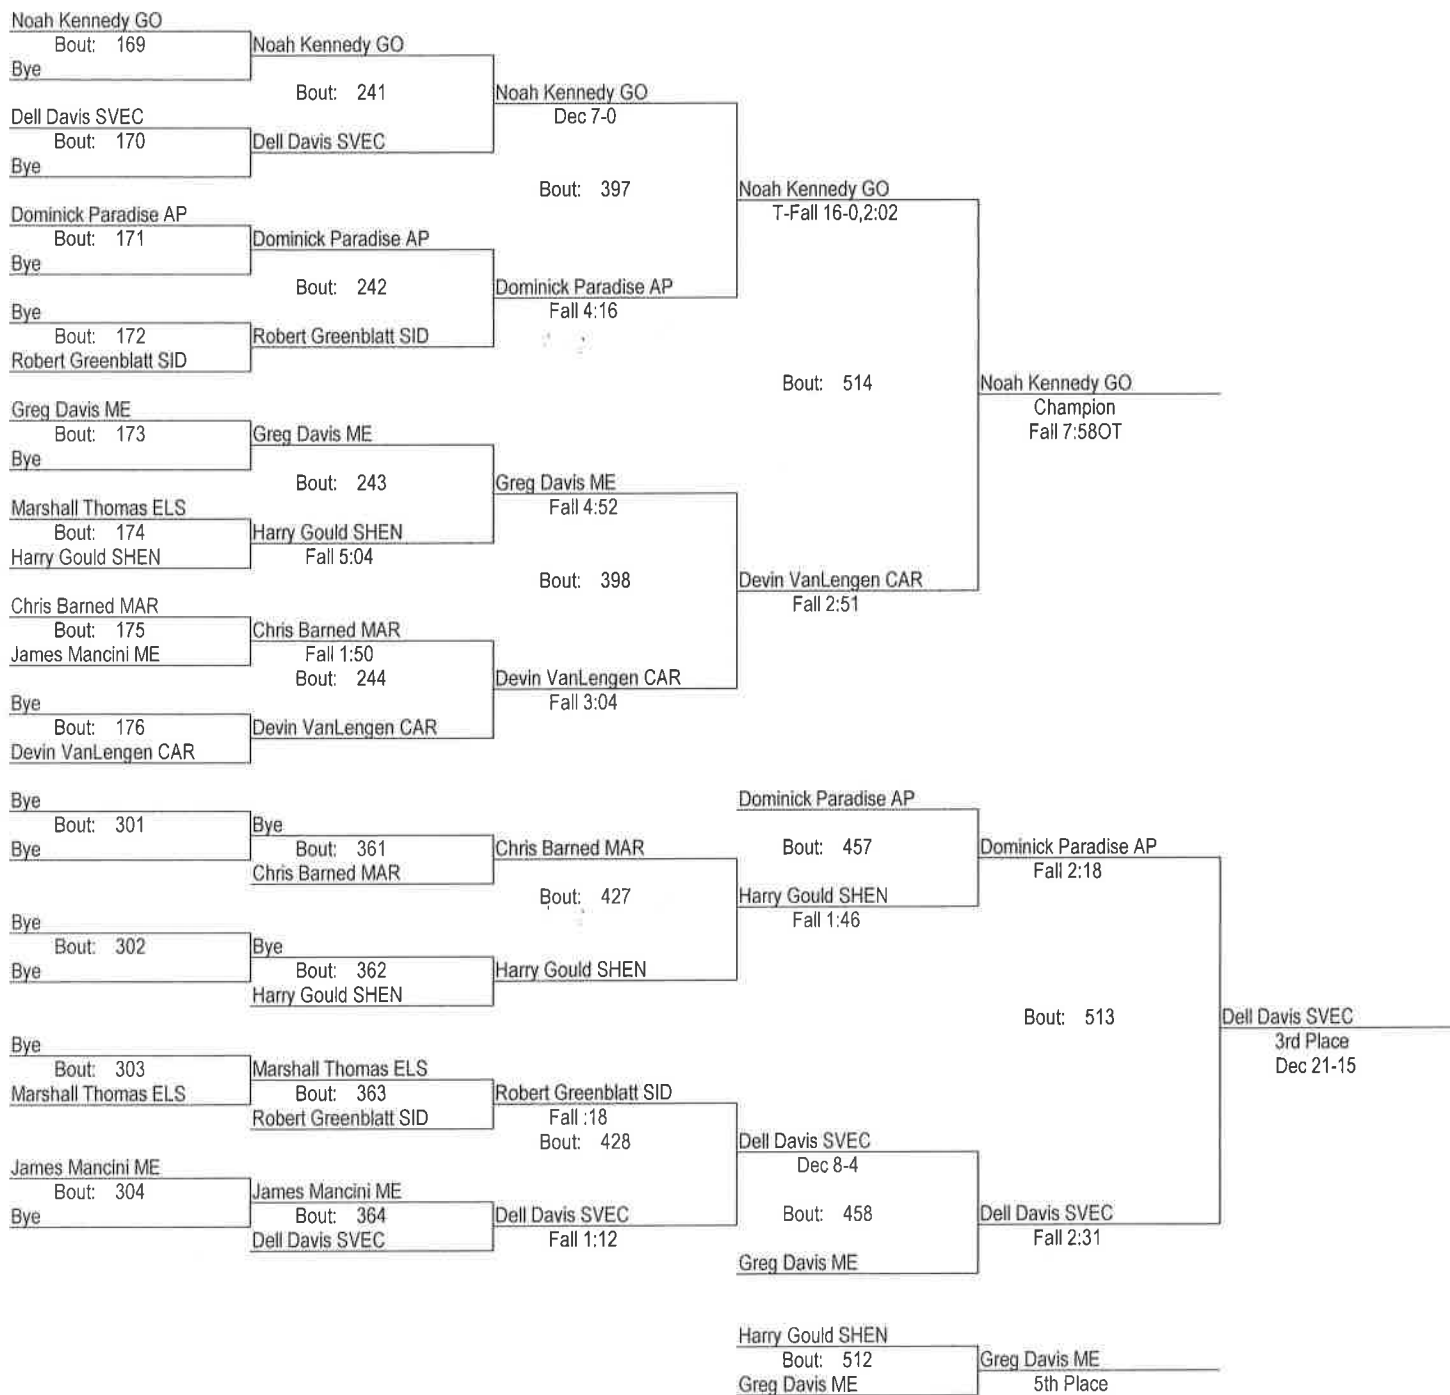 Noah Kennedy GO
Bout: 169
Bye
Dell Davis SVEC
Bout: 170
Bye
Dominick Paradise AP
Bout: 171
Bye
Bye
Bout: 172
Robert Greenblatt SID
Greg Davis ME
Bout: 173
Bye
Marshall Thomas ELS
Bout: 174
Harry Gould SHEN
Chris Barned MAR
Bout: 175
James Mancini ME
Bye
Bout: 176
Devin VanLengen CAR
Noah Kennedy GO
Bout: 241
Dell Davis SVEC
Dominick Paradise AP
Bout: 242
Robert Greenblatt SID
Greg Davis ME
Bout: 243
Harry Gould SHEN
Fall 5:04
Chris Barned MAR
Fall 1:50
Bout: 244
Devin VanLengen CAR
Noah Kennedy GO
Dec 7-0
Bout: 397
Dominick Paradise AP
Fall 4:16
Greg Davis ME
Fall 4:52
Bout: 398
Devin VanLengen CAR
Fall 3:04
Noah Kennedy GO
T-Fall 16-0,2:02
Bout: 514
Devin VanLengen CAR
Fall 2:51
Noah Kennedy GO
Champion
Fall 7:58OT
Bye
Bout: 301
Bye
Bye
Bout: 302
Bye
Bye
Bout: 303
Marshall Thomas ELS
James Mancini ME
Bout: 304
Bye
Bye
Bout: 361
Chris Barned MAR
Bye
Bout: 362
Harry Gould SHEN
Marshall Thomas ELS
Bout: 363
Robert Greenblatt SID
James Mancini ME
Bout: 364
Dell Davis SVEC
Chris Barned MAR
Bout: 427
Harry Gould SHEN
Robert Greenblatt SID
Fall :18
Bout: 428
Dell Davis SVEC
Fall 1:12
Dominick Paradise AP
Bout: 457
Harry Gould SHEN
Fall 1:46
Dell Davis SVEC
Dec 8-4
Bout: 458
Greg Davis ME
Dominick Paradise AP
Fall 2:18
Bout: 513
Dell Davis SVEC
Fall 2:31
Dell Davis SVEC
3rd Place
Dec 21-15
Harry Gould SHEN
Bout: 512
Greg Davis ME
Greg Davis ME
5th Place